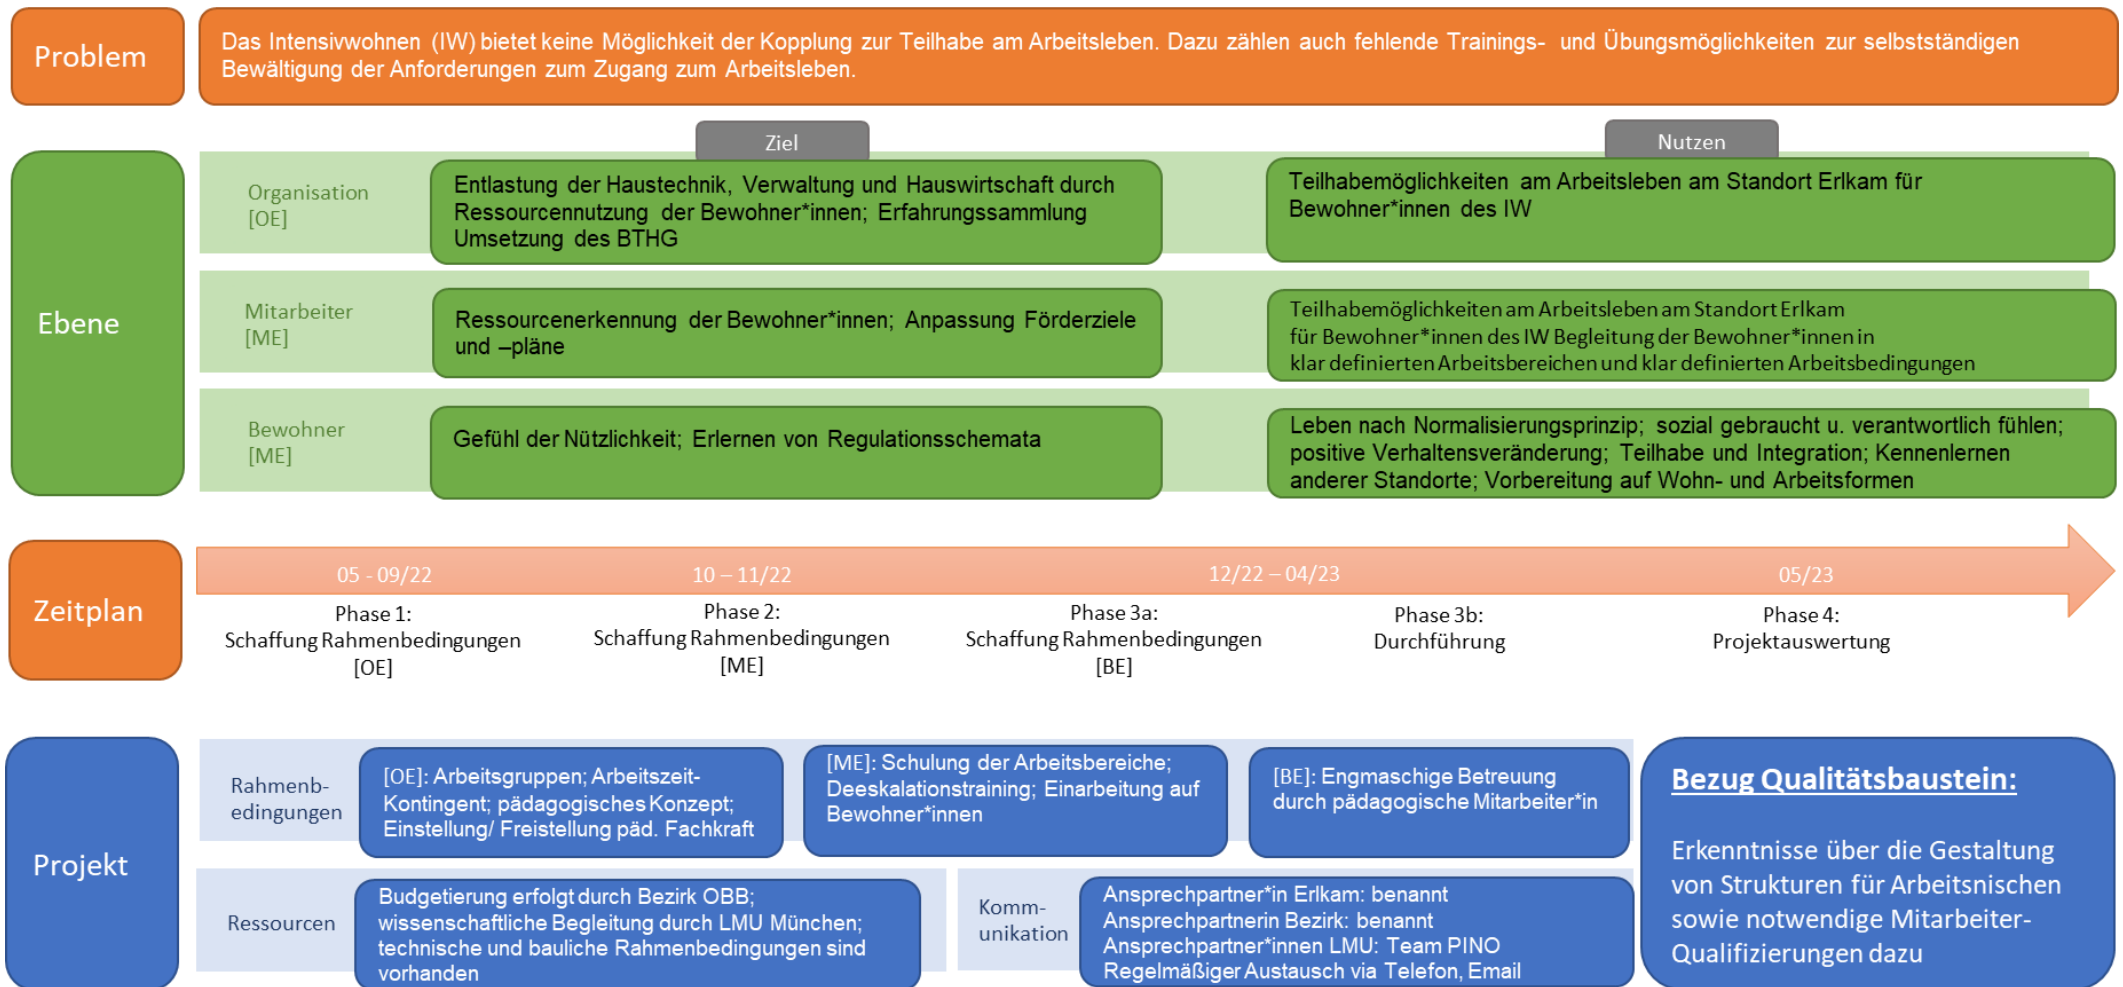 Problem
Das Intensivwohnen (IW) bietet keine Möglichkeit der Kopplung zur Teilhabe am Arbeitsleben. Dazu zählen auch fehlende Trainings- und Übungsmöglichkeiten zur selbstständigen
Bewältigung der Anforderungen zum Zugang zum Arbeitsleben.
Ziel
Nutzen
Ebene
Organisation
[OE]
Entlastung der Haustechnik, Verwaltung und Hauswirtschaft durch
Ressourcennutzung der Bewohner*innen; Erfahrungssammlung
Umsetzung des BTHG
Teilhabemöglichkeiten am Arbeitsleben am Standort Erlkam für
Bewohner*innen des IW
Mitarbeiter
[ME]
Ressourcenerkennung der Bewohner*innen; Anpassung Förderziele
und –pläne
Teilhabemöglichkeiten am Arbeitsleben am Standort Erlkam
für Bewohner*innen des IW Begleitung der Bewohner*innen in
klar definierten Arbeitsbereichen und klar definierten Arbeitsbedingungen
Bewohner
[ME]
Gefühl der Nützlichkeit; Erlernen von Regulationsschemata
Leben nach Normalisierungsprinzip; sozial gebraucht u. verantwortlich fühlen;
positive Verhaltensveränderung; Teilhabe und Integration; Kennenlernen
anderer Standorte; Vorbereitung auf Wohn- und Arbeitsformen
Zeitplan
05 - 09/22
10 – 11/22
12/22 – 04/23
05/23
Phase 1:
Schaffung Rahmenbedingungen
[OE]
Phase 2:
Schaffung Rahmenbedingungen
[ME]
Phase 3a:
Schaffung Rahmenbedingungen
[BE]
Phase 3b:
Durchführung
Phase 4:
Projektauswertung
Projekt
Rahmenb-
edingungen
[OE]: Arbeitsgruppen; Arbeitszeit-
Kontingent; pädagogisches Konzept;
Einstellung/ Freistellung päd. Fachkraft
[ME]: Schulung der Arbeitsbereiche;
Deeskalationstraining; Einarbeitung auf
Bewohner*innen
[BE]: Engmaschige Betreuung
durch pädagogische Mitarbeiter*in
Ressourcen
Budgetierung erfolgt durch Bezirk OBB;
wissenschaftliche Begleitung durch LMU München;
technische und bauliche Rahmenbedingungen sind
vorhanden
Komm-
unikation
Ansprechpartner*in Erlkam: benannt
Ansprechpartnerin Bezirk: benannt
Ansprechpartner*innen LMU: Team PINO
Regelmäßiger Austausch via Telefon, Email
Bezug Qualitätsbaustein:
Erkenntnisse über die Gestaltung
von Strukturen für Arbeitsnischen
sowie notwendige Mitarbeiter-
Qualifizierungen dazu